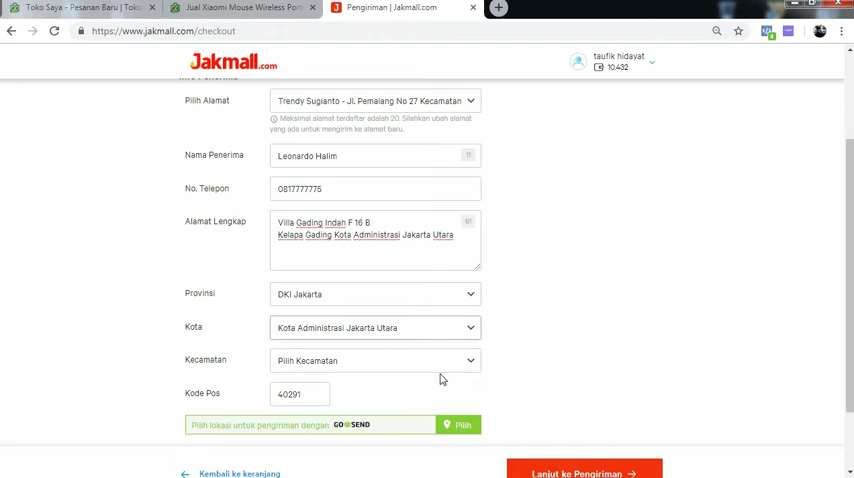 Toko Saya - Pesanan Baru | Tok
Jual Xiaomi Mouse Wireless Port
Pengiriman | Jakmall.com
https://www.jakmall.com/checkout
Jakmall.com
taufik hidayat
10.432
Info Penerima
Pilih Alamat
Trendy Sugianto - Jl. Pemalang No 27 Kecamatan
Maksimal alamat terdaftar adalah 20. Silahkan ubah alamat
yang ada untuk mengirim ke alamat baru.
Nama Penerima
Leonardo Halim
11
No. Telepon
0817777775
Alamat Lengkap
Villa Gading Indah F 16 B
61
Kelapa Gading Kota Administrasi Jakarta Utara
Provinsi
DKI Jakarta
Kota
Kota Administrasi Jakarta Utara
Kecamatan
Pilih Kecamatan
Kode Pos
40291
Pilih lokasi untuk pengiriman dengan GO SEND
Pilih
Kembali ke keranjang
Lanjut ke Pengiriman